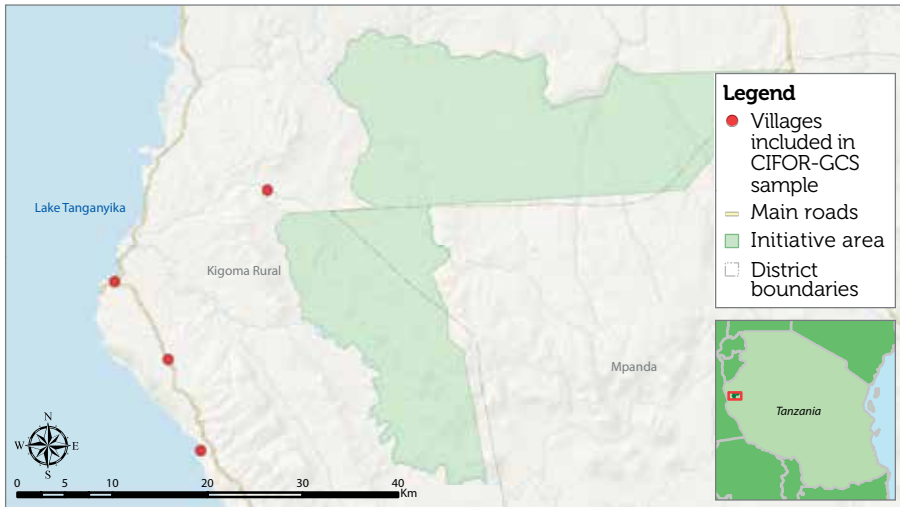 Legend
Villages
included in
CIFOR-GCS
sample
Main roads
Initiative area
District
boundaries
Lake Tanganyika
Kigoma Rural
Mpanda
Tanzania
N
W
E
S
0
5
10
20
30
40
Km